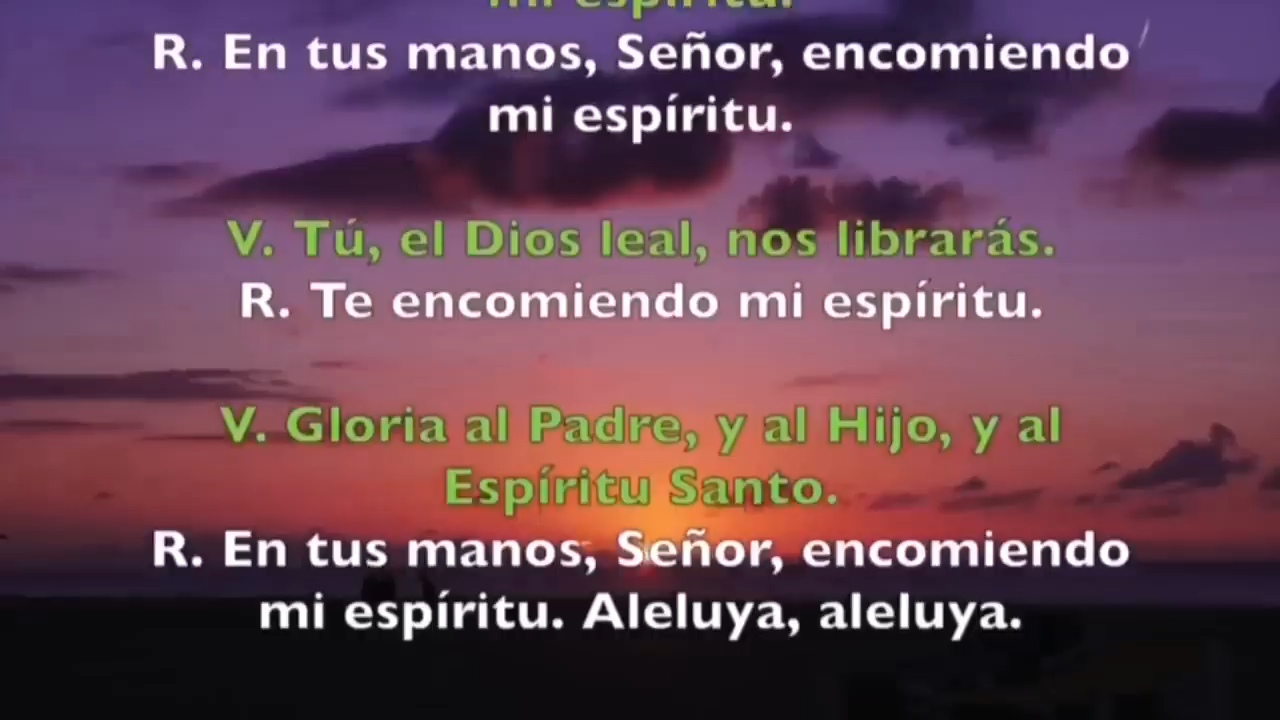 mi espíritu.
R. En tus manos, Señor, encomiendo
mi espíritu.
V. Tú, el Dios leal, nos librarás.
R. Te encomiendo mi espíritu.
V. Gloria al Padre, y al Hijo, y al
Espíritu Santo.
R. En tus manos, Señor, encomiendo
mi espíritu. Aleluya, aleluya.